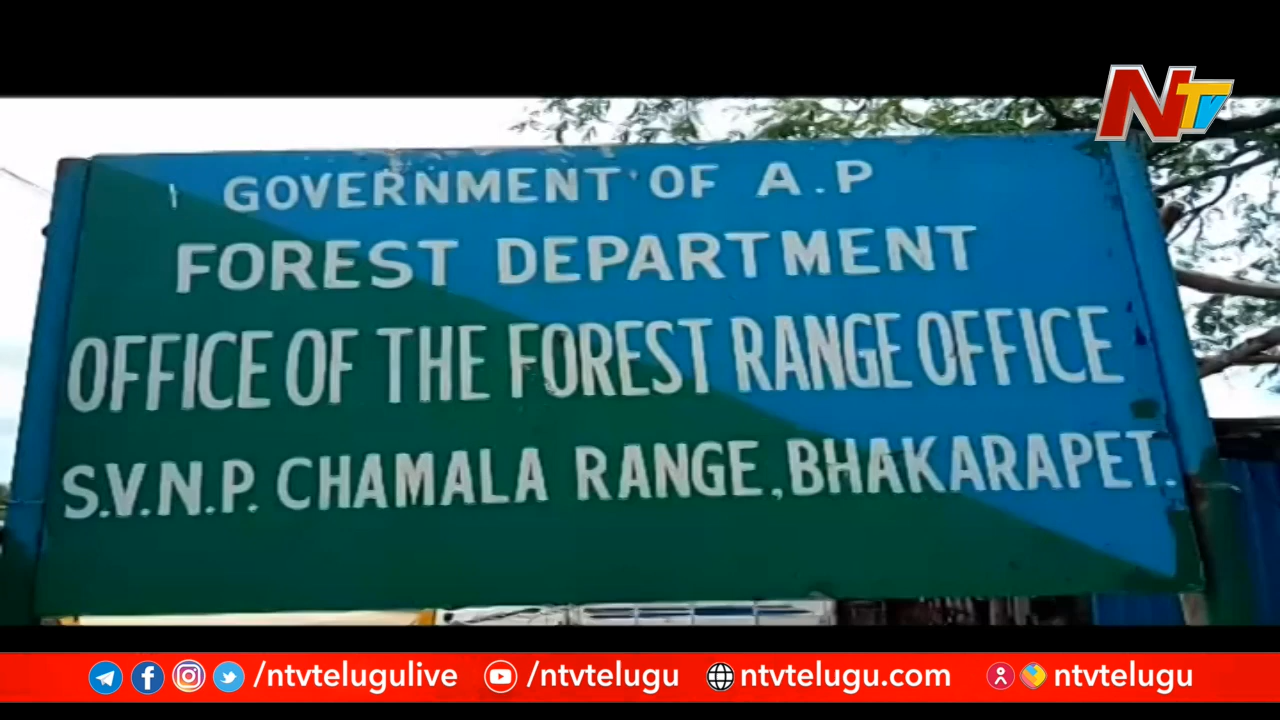 NTV
GOVERNMENT OF A.P
FOREST DEPARTMENT
OFFICE OF THE FOREST RANGE OFFICE
S.V.N.P. CHAMALA RANGE, BHAKARAPET.
/ntvtelugulive /ntvtelugu ntvtelugu.com ntvtelugu